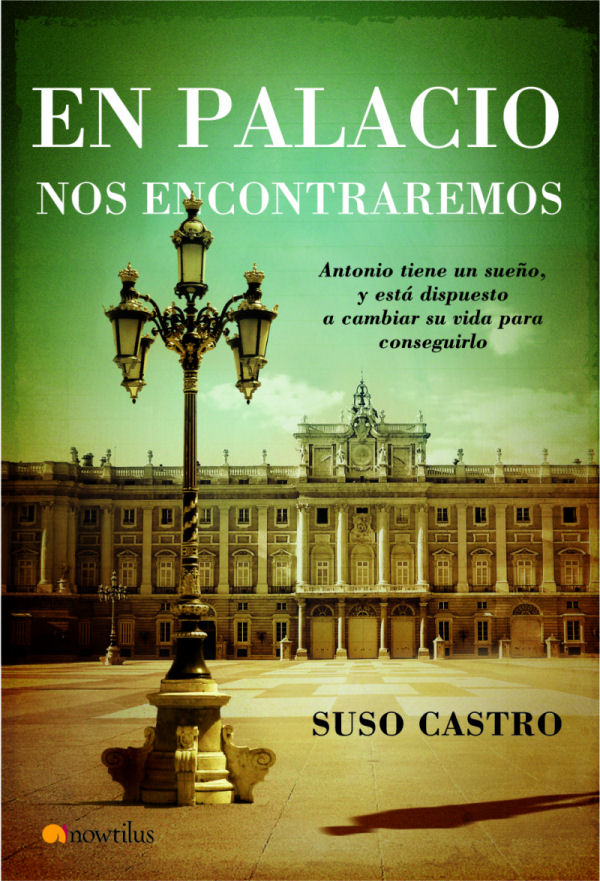 EN PALACIO
NOS ENCONTRAREMOS
Antonio tiene un sueño,
y está dispuesto
a cambiar su vida para
conseguirlo
SUSO CASTRO
nowtilus